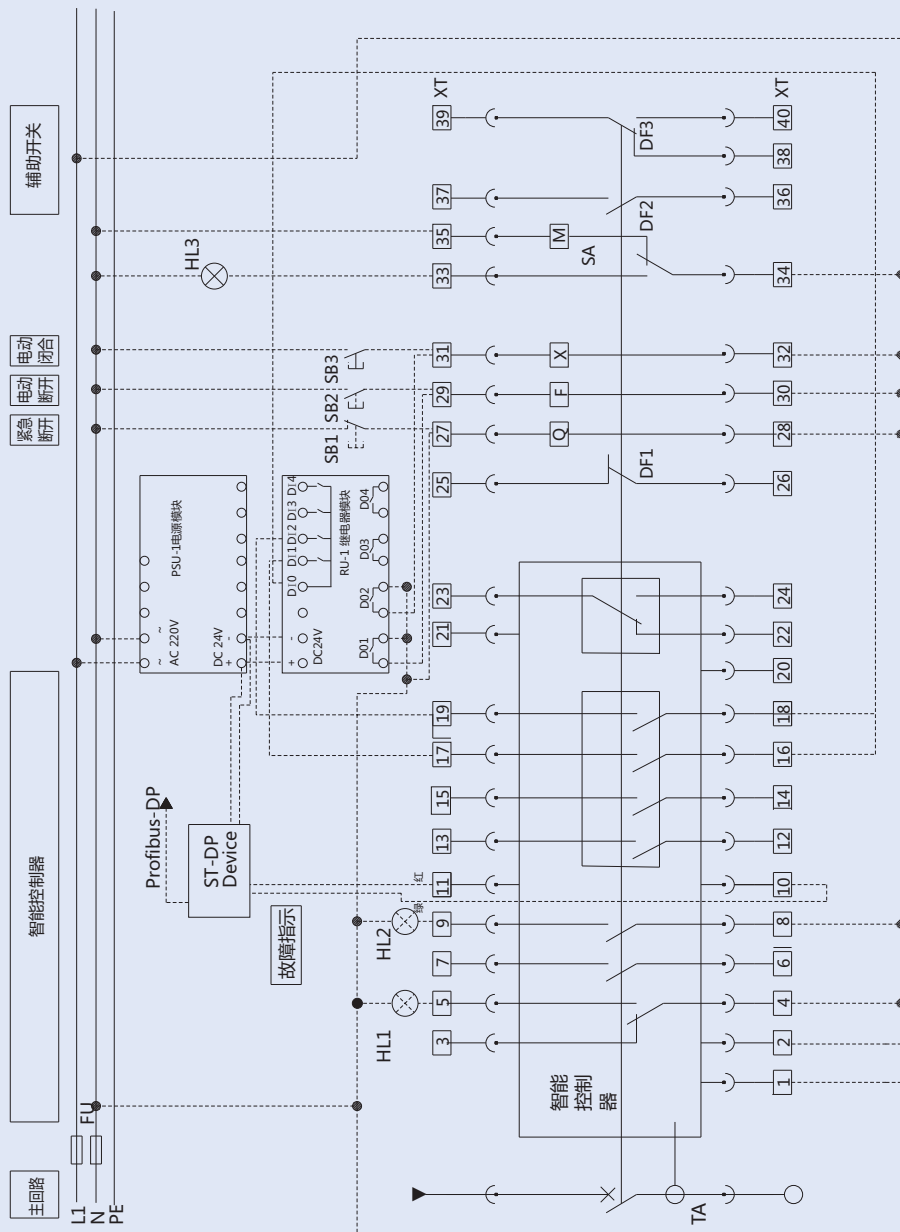 主回路
智能控制器
紧急
断开
电动
断开
电动
闭合
辅助开关
L1
N
PE
FU
ST-DP
Device
Profibus-DP
故障指示
AC 220V
~
~
PSU-1电源模块
DC 24V
+
-
+
-
DC24V
DI0
DI1
DI2
DI3
DI4
RU-1 继电器模块
D01
D02
D03
D04
SB1
SB2
SB3
HL3
HL1
HL2
绿
红
3
5
7
9
11
13
15
17
19
21
23
25
27
29
31
33
35
37
39
XT
Q
F
X
M
SA
智能
控制
器
DF1
DF2
DF3
TA
1
2
4
6
8
10
12
14
16
18
20
22
24
26
28
30
32
34
36
38
40
XT